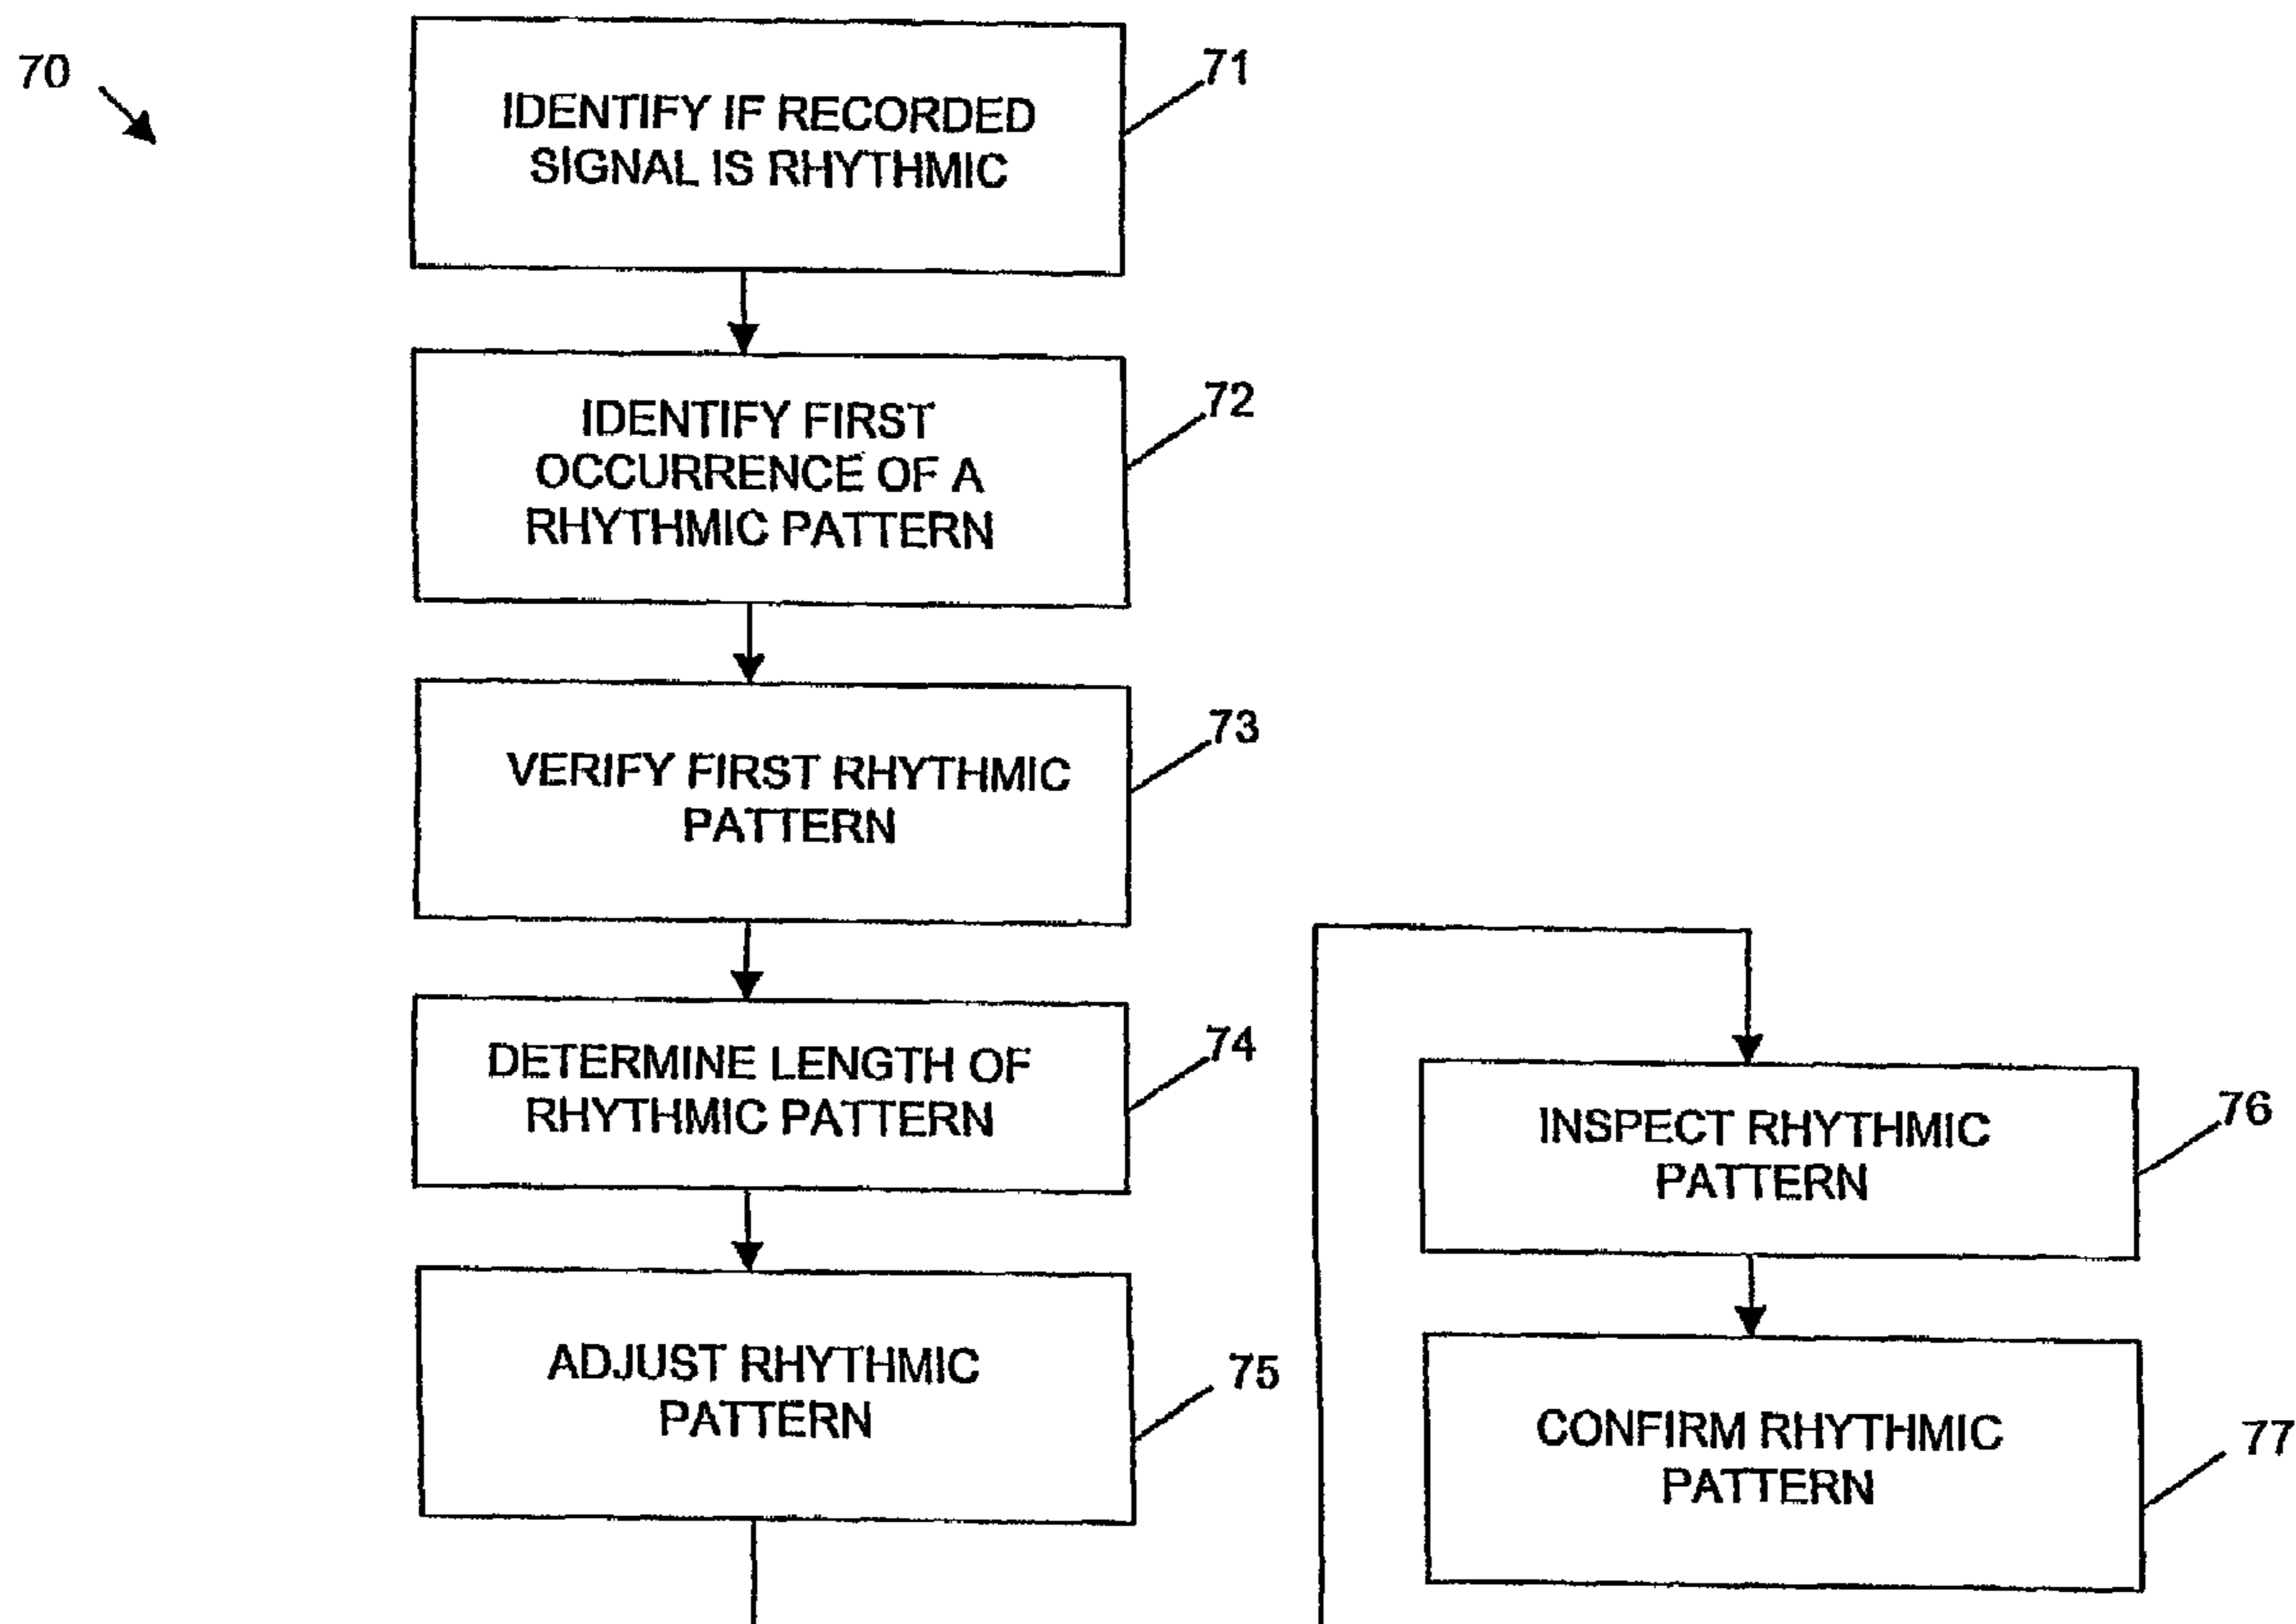 70
IDENTIFY IF RECORDED
SIGNAL IS RHYTHMIC
71
IDENTIFY FIRST
OCCURRENCE OF A
RHYTHMIC PATTERN
72
VERIFY FIRST RHYTHMIC
PATTERN
73
DETERMINE LENGTH OF
RHYTHMIC PATTERN
74
ADJUST RHYTHMIC
PATTERN
75
INSPECT RHYTHMIC
PATTERN
76
CONFIRM RHYTHMIC
PATTERN
77